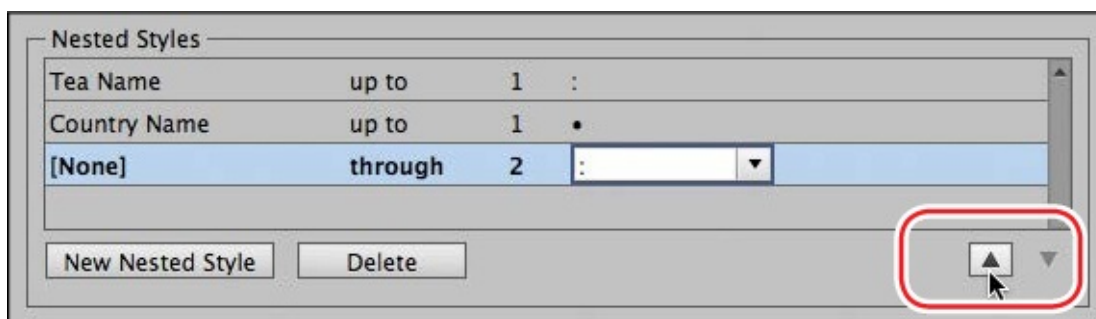 Nested Styles
Tea Name up to 1 :
Country Name up to 1 •
[None] through 2 :
New Nested Style Delete